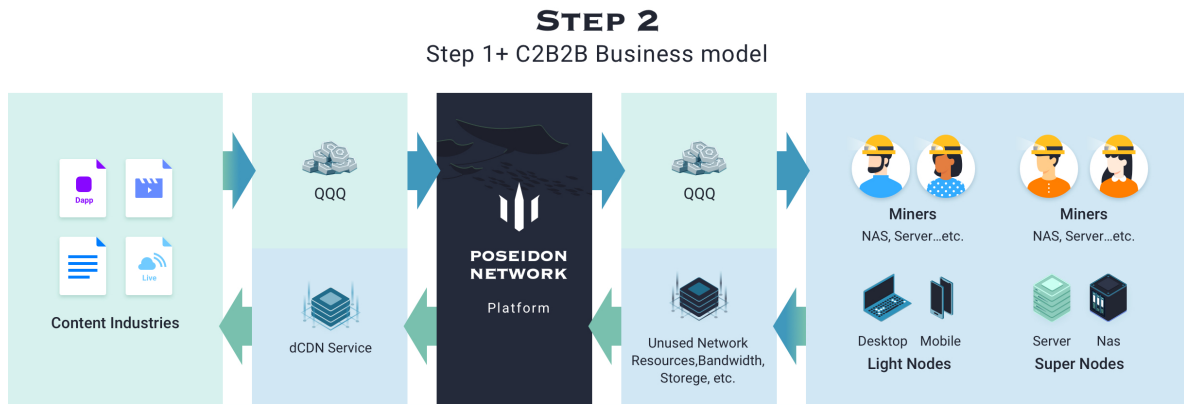 STEP 2
Step 1+ C2B2B Business model
Dapp
Live
Content Industries
QQQ
dCDN Service
POSEIDON
NETWORK
Platform
QQQ
Unused Network
Resources,Bandwidth,
Storege, etc.
Miners
NAS, Server...etc.
Miners
NAS, Server...etc.
Desktop
Mobile
Light Nodes
Server
Nas
Super Nodes